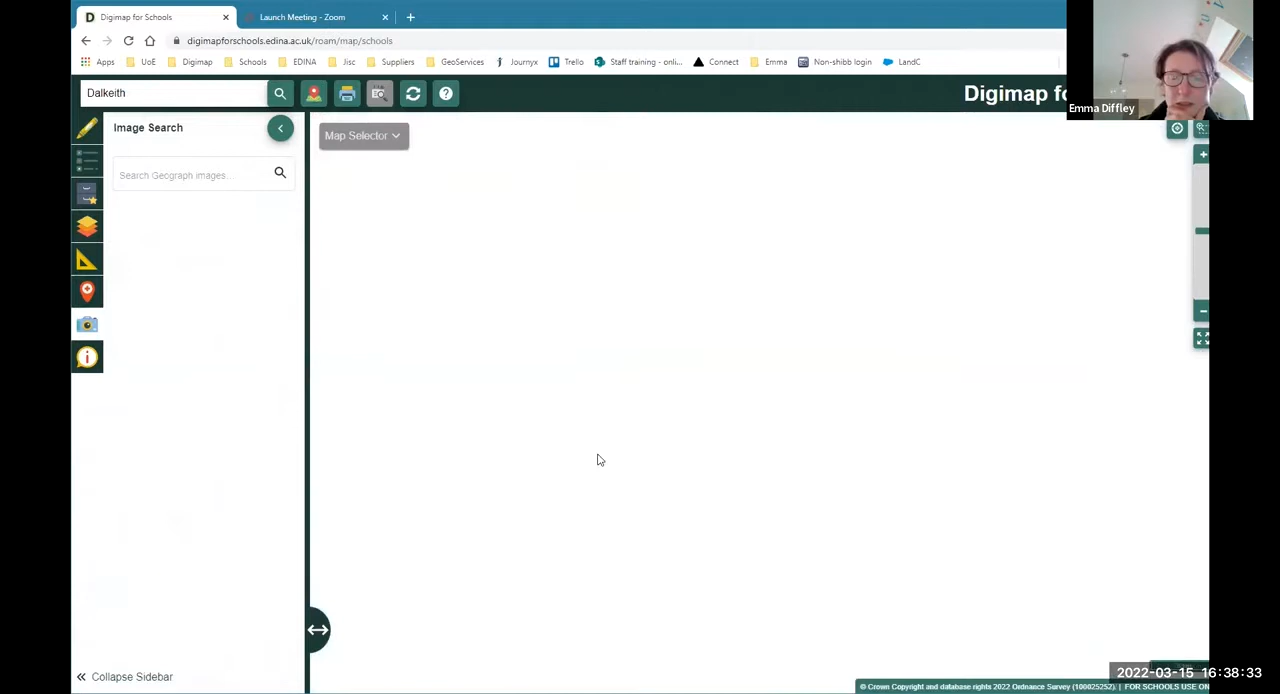 Digimap for Schools
Launch Meeting - Zoom
digimapforschools.edina.ac.uk/roam/map/schools
Apps UoE Digimap Schools EDINA Jisc Suppliers GeoServices Journyx Trello Staff training - onli... Connect Emma Non-shibb login LandC
Emma Diffley
Dalkeith
Digimap fo
Image Search
Map Selector
Search Geograph images...
Collapse Sidebar
2022-03-15 16:38:33
© Crown Copyright and database rights 2022 Ordnance Survey (100025252). | FOR SCHOOLS USE ON